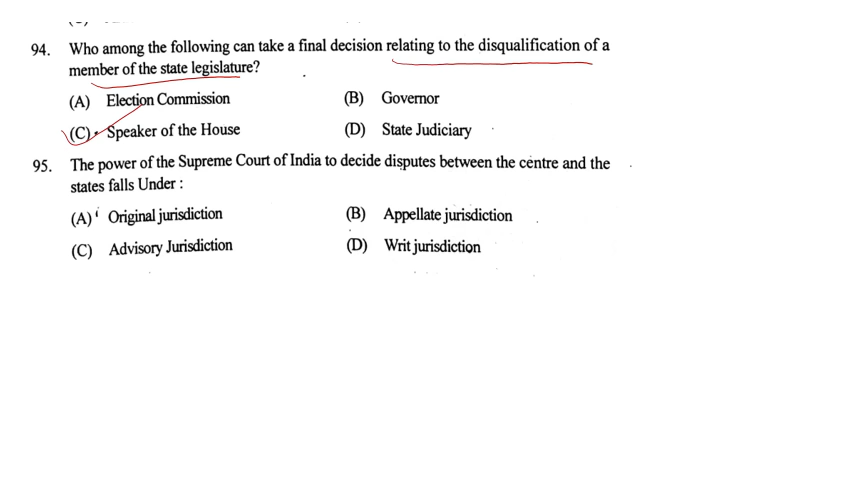 94. Who among the following can take a final decision relating to the disqualification of a
member of the state legislature?
(A) Election Commission (B) Governor
(C) Speaker of the House (D) State Judiciary
95. The power of the Supreme Court of India to decide disputes between the centre and the
states falls Under :
(A) Original jurisdiction (B) Appellate jurisdiction
(C) Advisory Jurisdiction (D) Writ jurisdiction